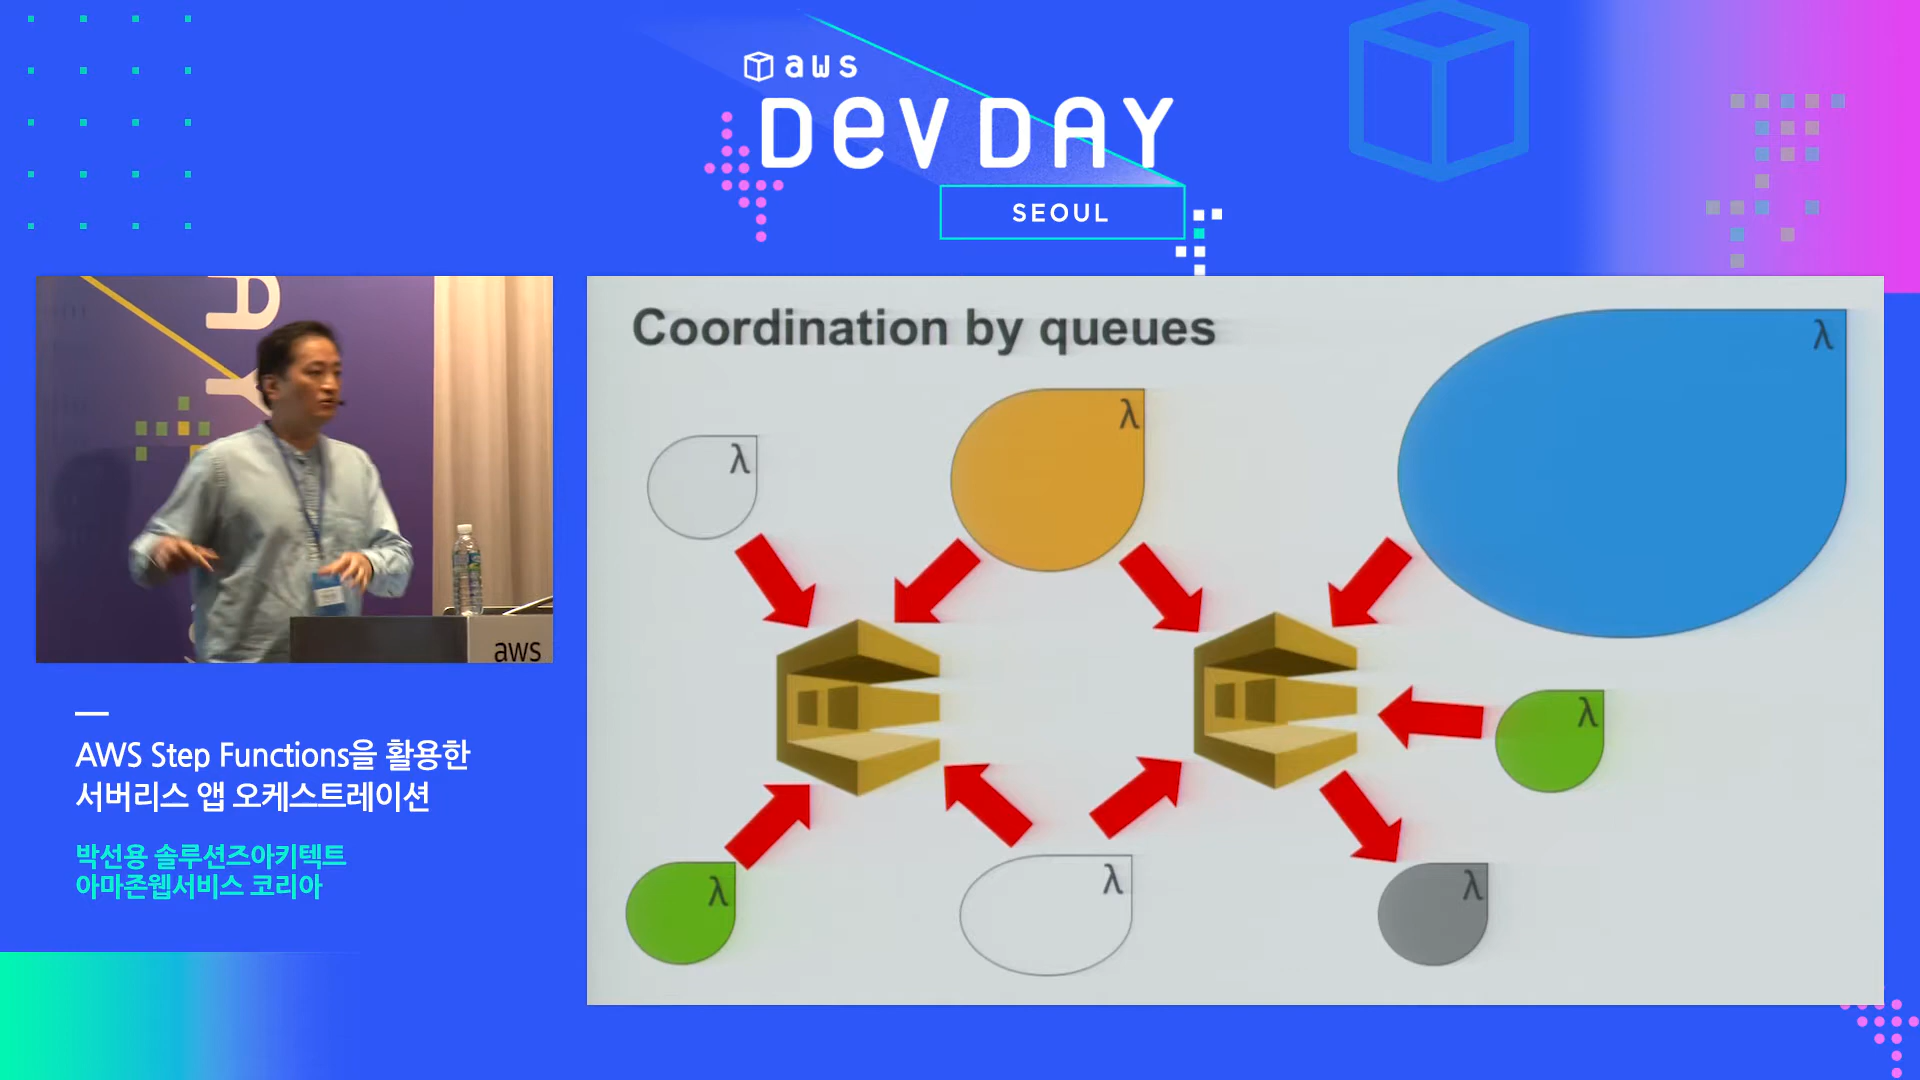 aws
DEV DAY
SEOUL
AY
aws
AWS Step Functions을 활용한
서버리스 앱 오케스트레이션
박선용 솔루션즈아키텍트
아마존웹서비스 코리아
Coordination by queues
λ
λ
λ
λ
λ
λ
λ